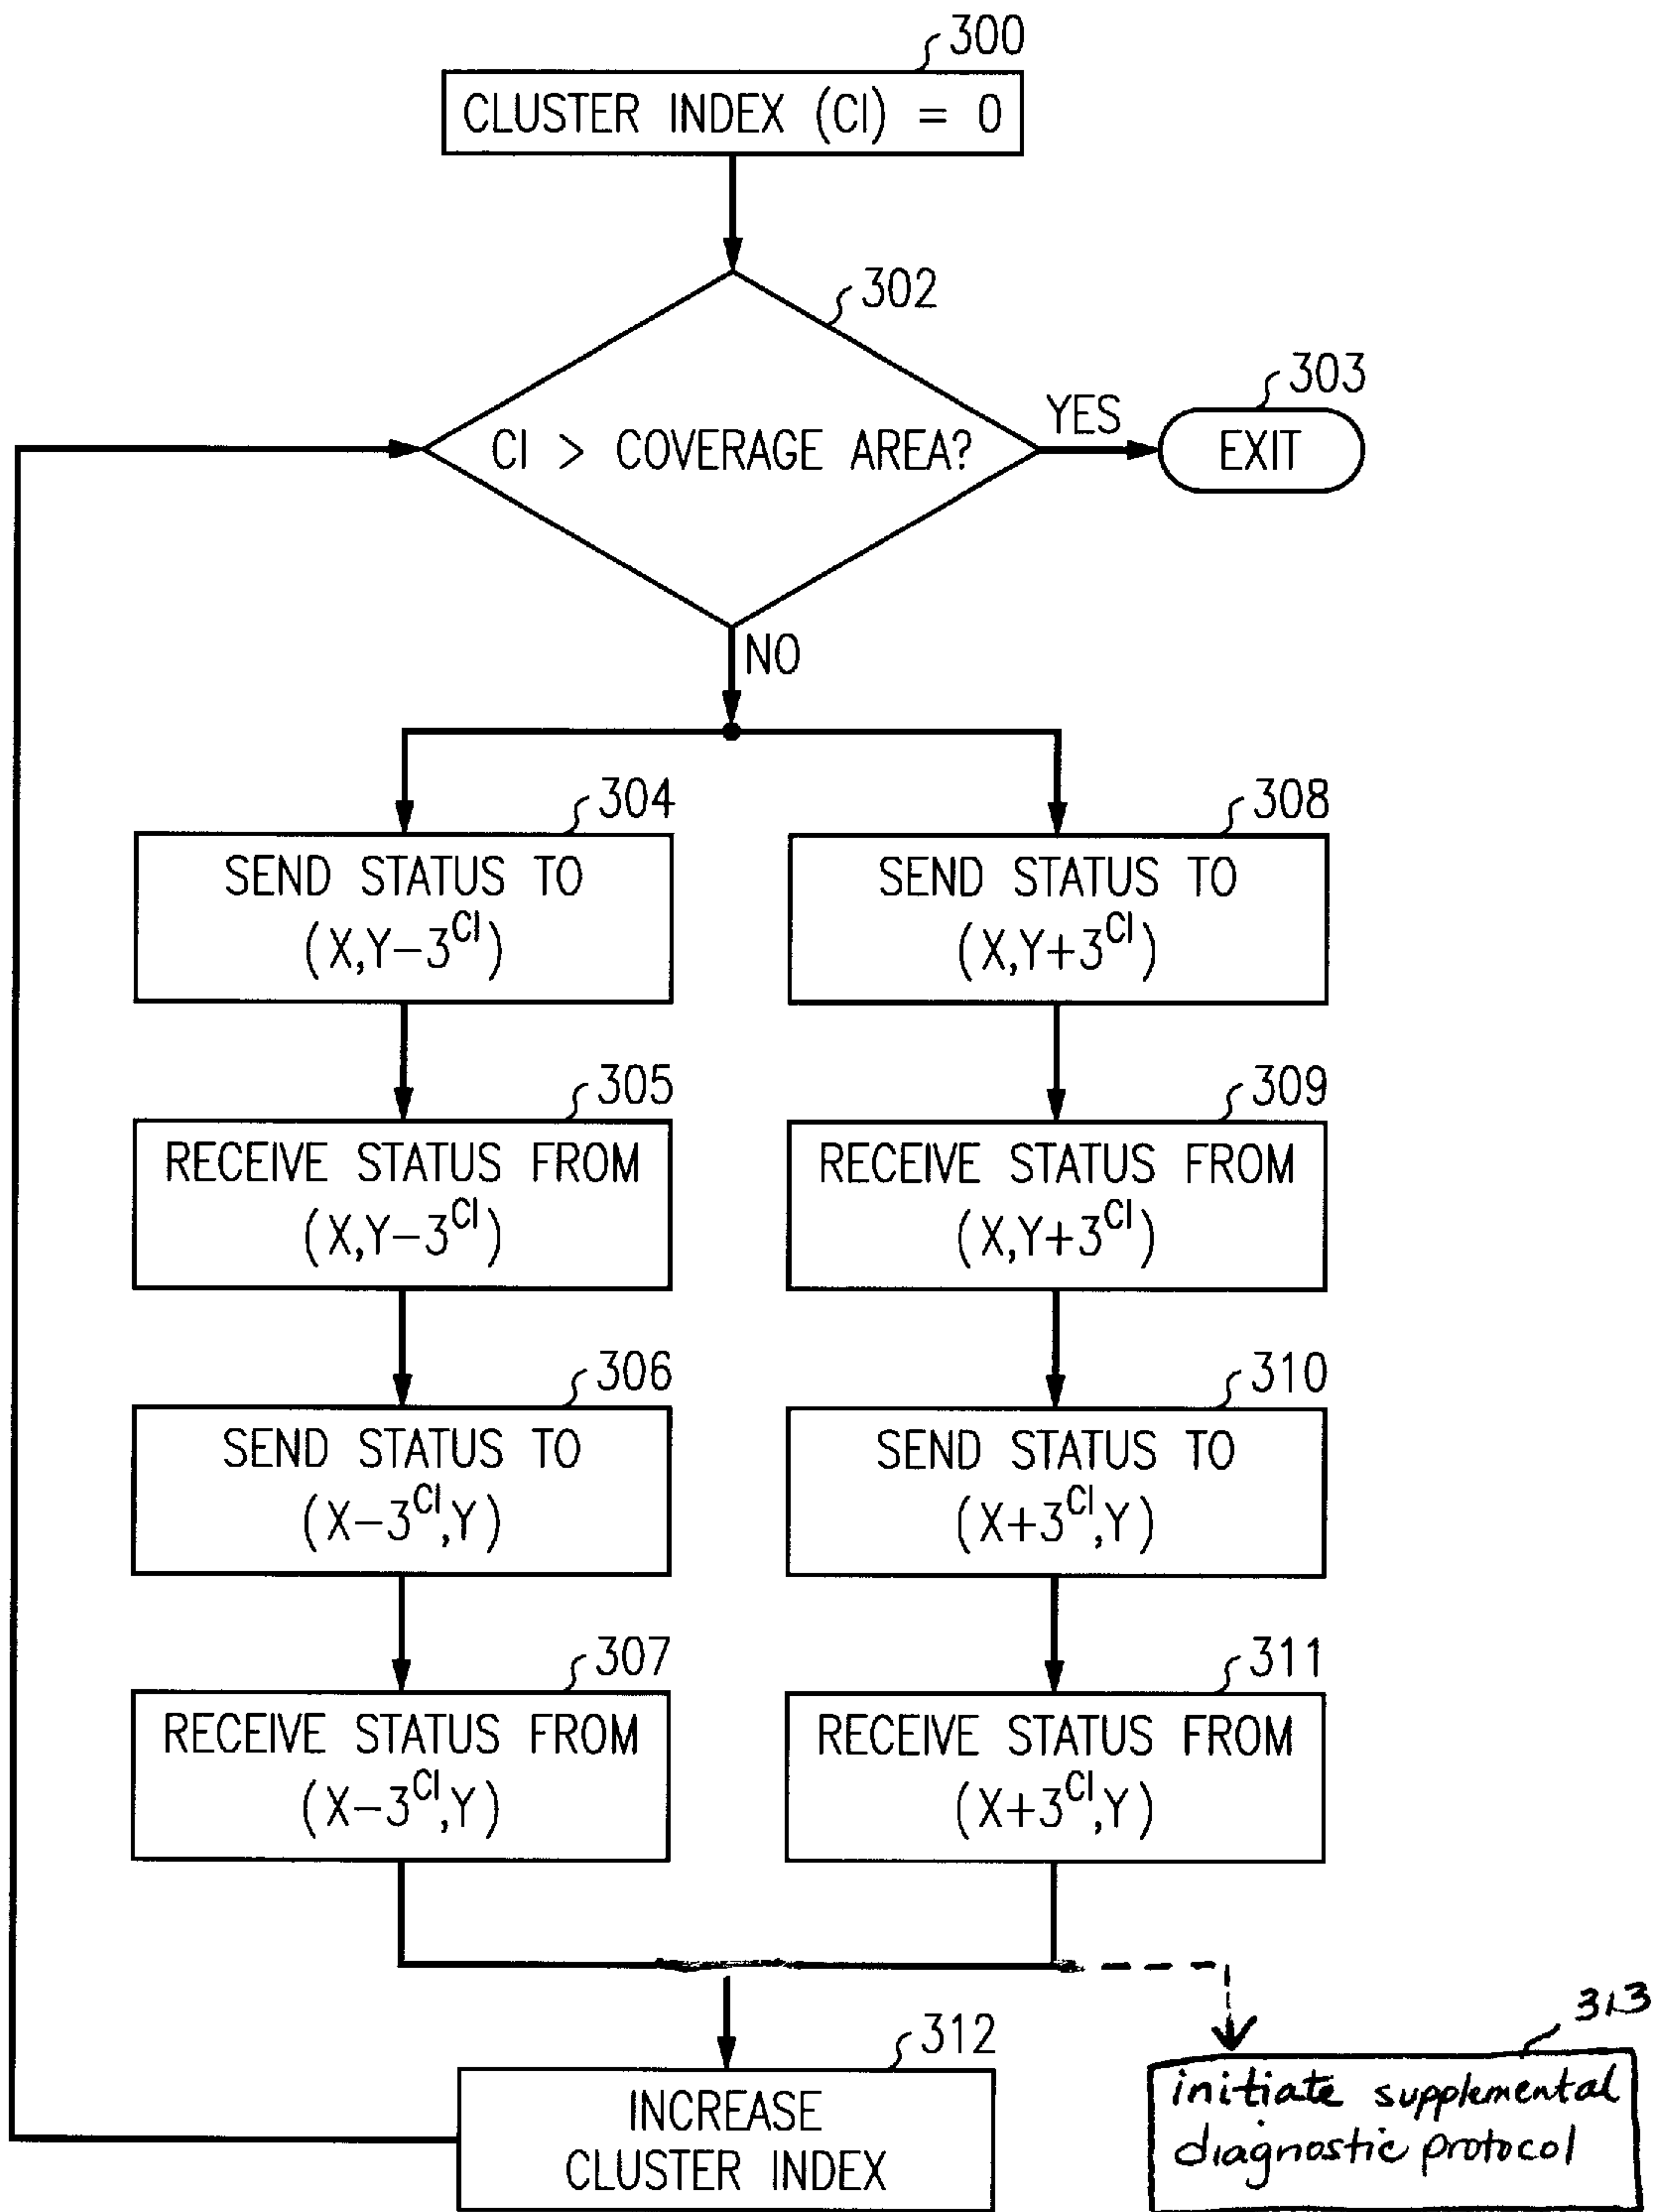 300
CLUSTER INDEX (CI) = 0
302
CI > COVERAGE AREA?
YES
303
EXIT
NO
304
SEND STATUS TO
(X,Y−3^CI)
308
SEND STATUS TO
(X,Y+3^CI)
305
RECEIVE STATUS FROM
(X,Y−3^CI)
309
RECEIVE STATUS FROM
(X,Y+3^CI)
306
SEND STATUS TO
(X−3^CI,Y)
310
SEND STATUS TO
(X+3^CI,Y)
307
RECEIVE STATUS FROM
(X−3^CI,Y)
311
RECEIVE STATUS FROM
(X+3^CI,Y)
312
INCREASE
CLUSTER INDEX
313
initiate supplemental
diagnostic protocol